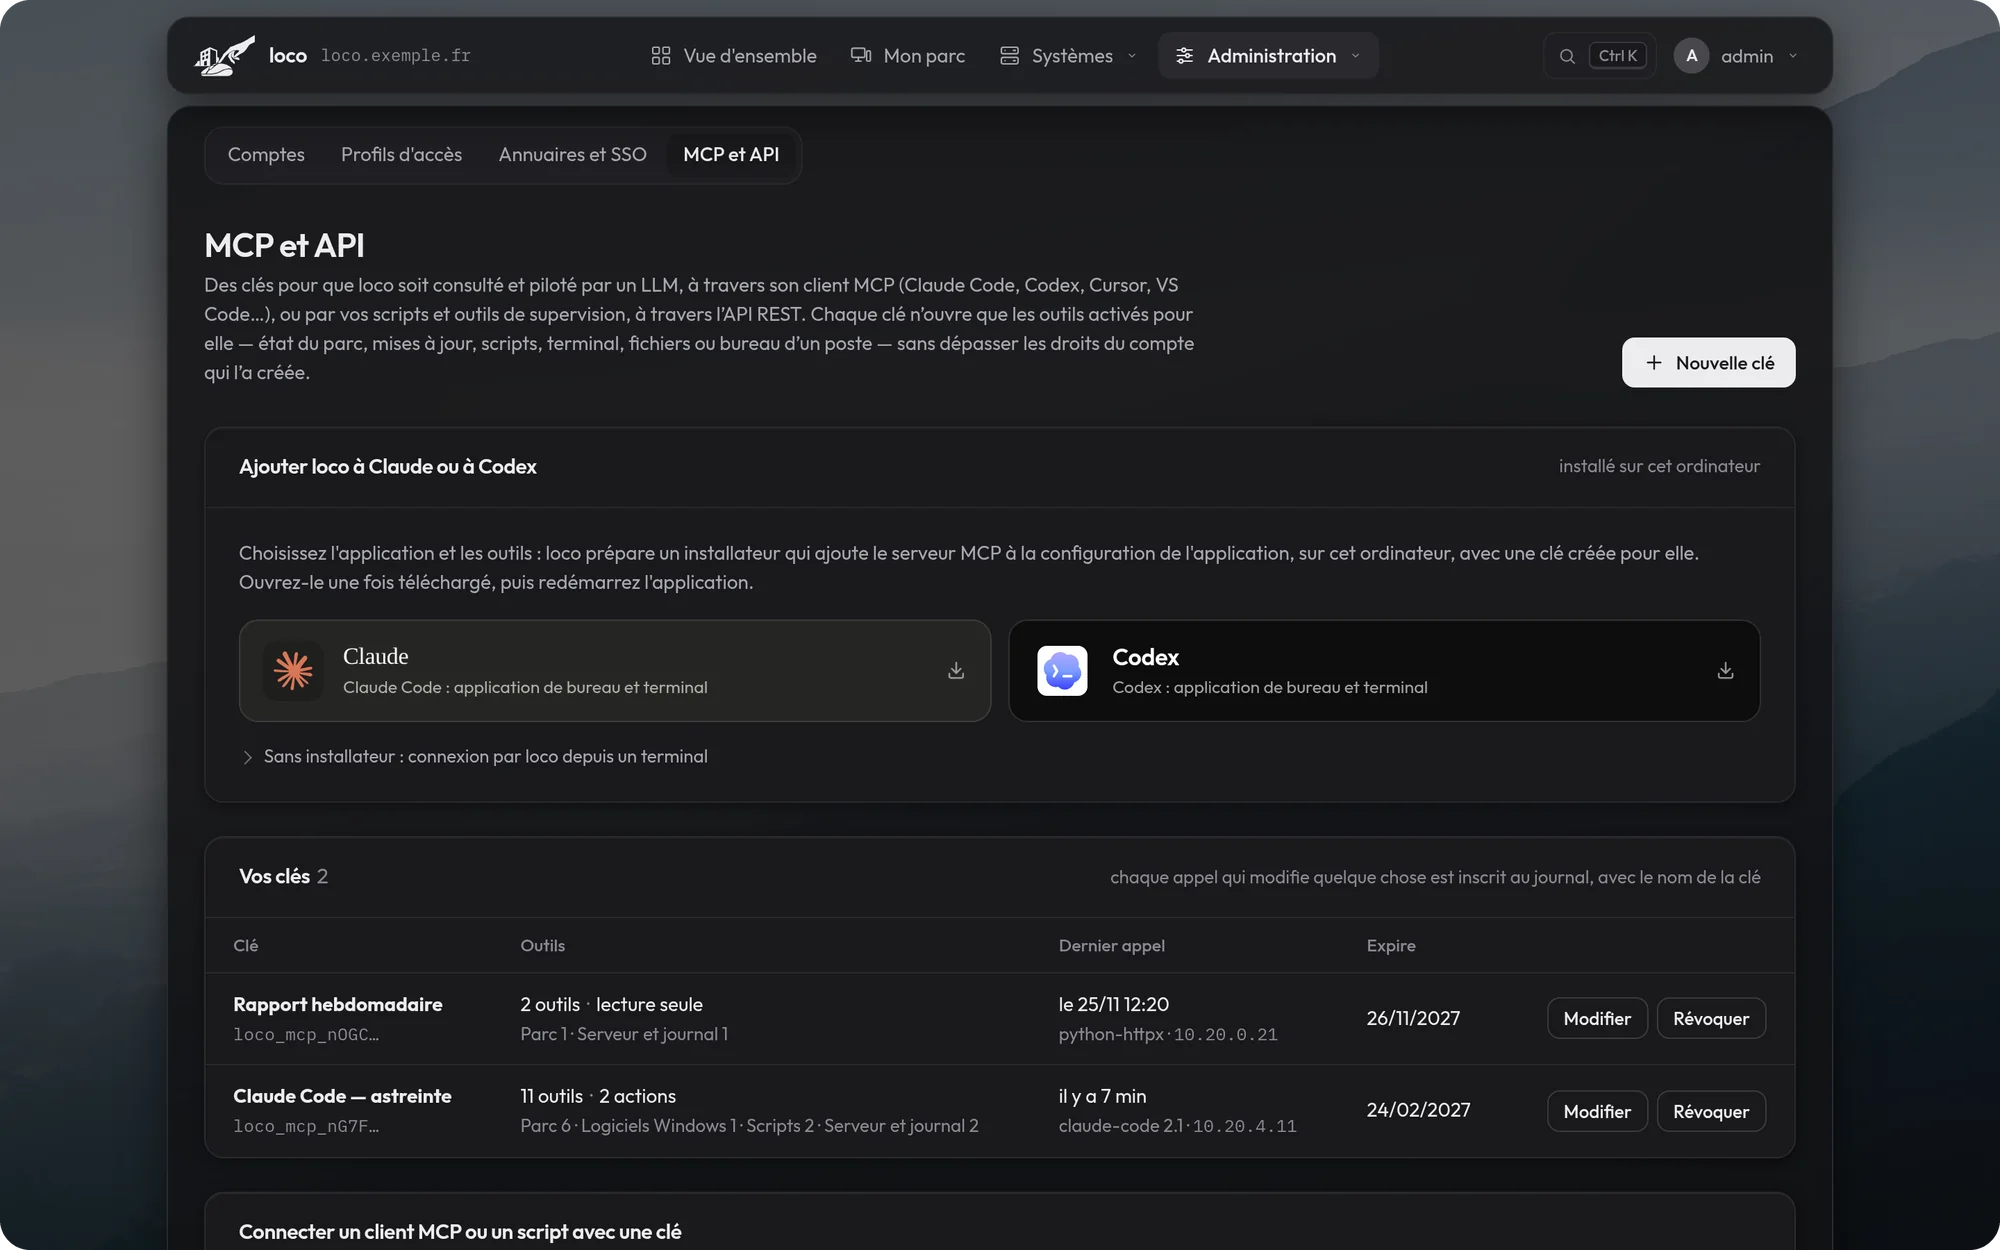 loco loco.exemple.fr Vue d'ensemble Mon parc Systèmes Administration Ctrl K A admin
Comptes Profils d'accès Annuaires et SSO MCP et API
MCP et API
Des clés pour que loco soit consulté et piloté par un LLM, à travers son client MCP (Claude Code, Codex, Cursor, VS
Code…), ou par vos scripts et outils de supervision, à travers l’API REST. Chaque clé n’ouvre que les outils activés pour
elle — état du parc, mises à jour, scripts, terminal, fichiers ou bureau d’un poste — sans dépasser les droits du compte
qui l’a créée.
Nouvelle clé
Ajouter loco à Claude ou à Codex installé sur cet ordinateur
Choisissez l'application et les outils : loco prépare un installateur qui ajoute le serveur MCP à la configuration de l'application, sur cet ordinateur, avec une clé créée pour elle.
Ouvrez-le une fois téléchargé, puis redémarrez l'application.
Claude
Claude Code : application de bureau et terminal
Codex
Codex : application de bureau et terminal
Sans installateur : connexion par loco depuis un terminal
Vos clés 2 chaque appel qui modifie quelque chose est inscrit au journal, avec le nom de la clé
Clé Outils Dernier appel Expire
Rapport hebdomadaire 2 outils · lecture seule le 25/11 12:20 26/11/2027 Modifier Révoquer
loco_mcp_nOGC… Parc 1 · Serveur et journal 1 python-httpx · 10.20.0.21
Claude Code — astreinte 11 outils · 2 actions il y a 7 min 24/02/2027 Modifier Révoquer
loco_mcp_nG7F… Parc 6 · Logiciels Windows 1 · Scripts 2 · Serveur et journal 2 claude-code 2.1 · 10.20.4.11
Connecter un client MCP ou un script avec une clé